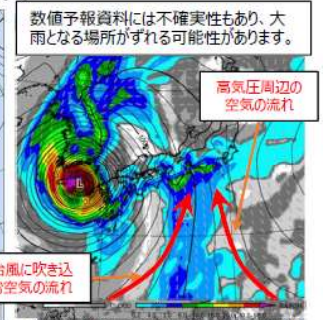 数値予報資料には不確実性もあり、大
雨となる場所がずれる可能性があります。
高気圧周辺の
空気の流れ
L
台風に吹き込
む空気の流れ